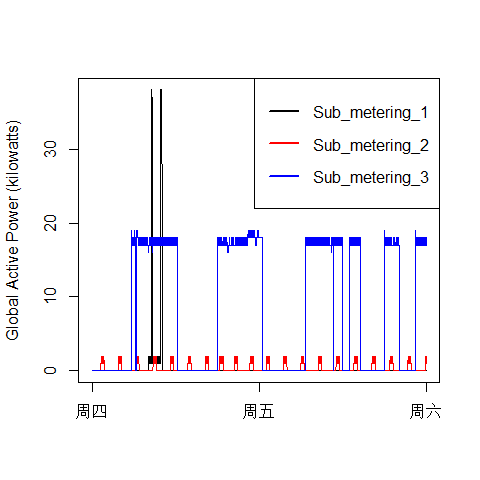 Sub_metering_1
Sub_metering_2
Sub_metering_3
Global Active Power (kilowatts)
30
20
10
0
周四 周五 周六